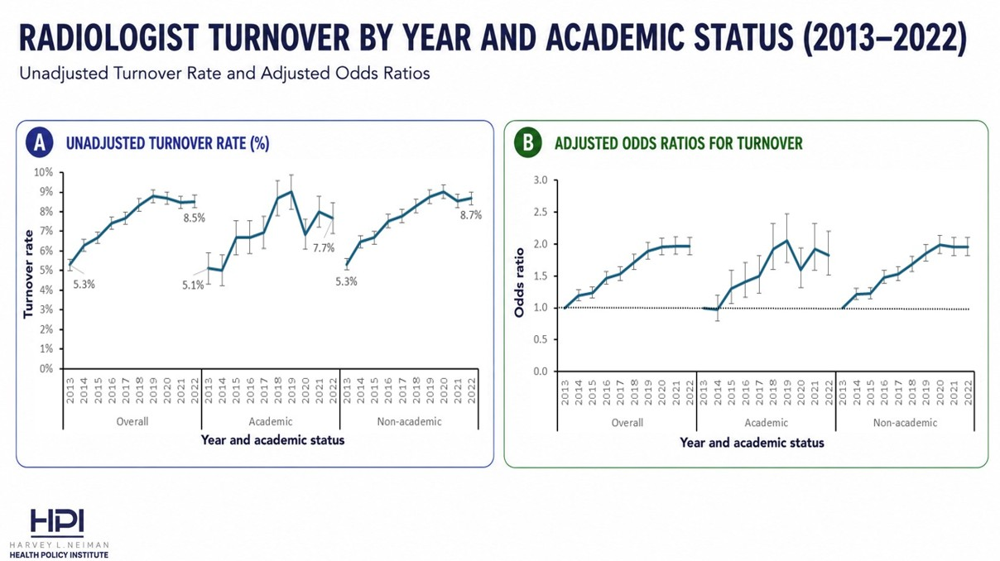 RADIOLOGIST TURNOVER BY YEAR AND ACADEMIC STATUS (2013–2022)
Unadjusted Turnover Rate and Adjusted Odds Ratios
A UNADJUSTED TURNOVER RATE (%)
10%
9%
8%
7%
6%
5%
4%
3%
2%
1%
0%
Turnover rate
5.3%
8.5%
5.1%
7.7%
5.3%
8.7%
2013 2014 2015 2016 2017 2018 2019 2020 2021 2022 2013 2014 2015 2016 2017 2018 2019 2020 2021 2022 2013 2014 2015 2016 2017 2018 2019 2020 2021 2022
Overall Academic Non-academic
Year and academic status
B ADJUSTED ODDS RATIOS FOR TURNOVER
3.0
2.5
2.0
1.5
1.0
0.5
0.0
Odds ratio
2013 2014 2015 2016 2017 2018 2019 2020 2021 2022 2013 2014 2015 2016 2017 2018 2019 2020 2021 2022 2013 2014 2015 2016 2017 2018 2019 2020 2021 2022
Overall Academic Non-academic
Year and academic status
HPI
HARVEY L. NEIMAN
HEALTH POLICY INSTITUTE